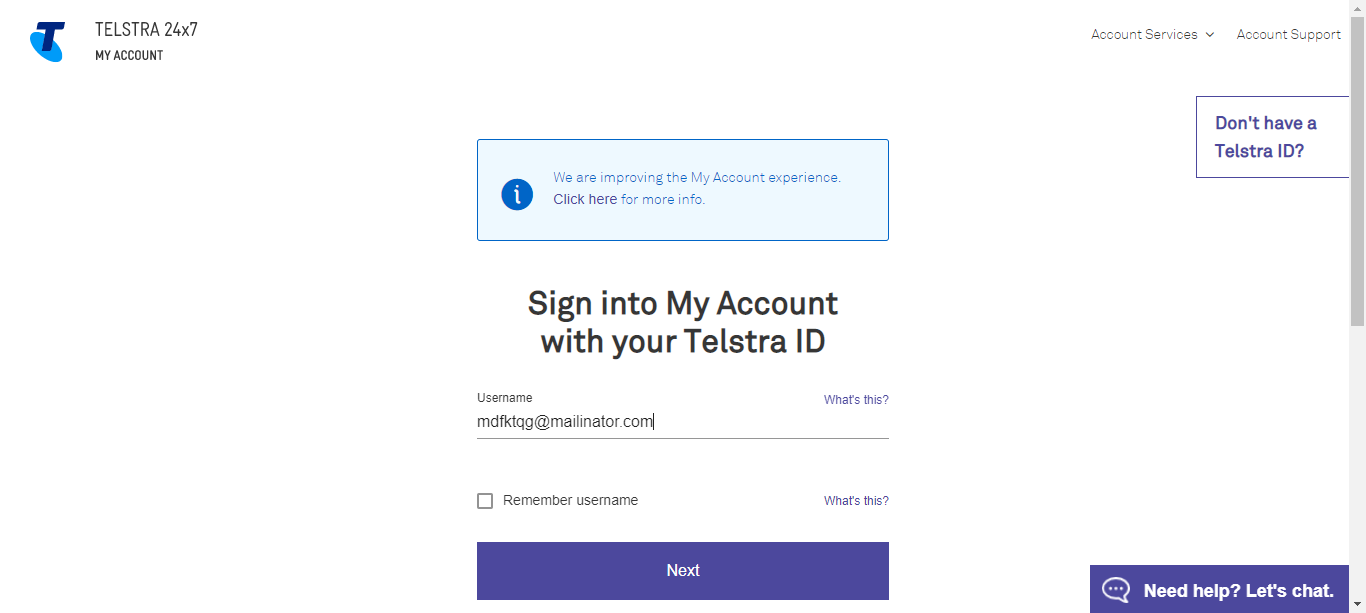 TELSTRA 24x7
MY ACCOUNT
Account Services
Account Support
Don't have a
Telstra ID?
We are improving the My Account experience.
Click here for more info.
Sign into My Account
with your Telstra ID
Username
What's this?
mdfktqg@mailinator.com
Remember username
What's this?
Next
Need help? Let's chat.